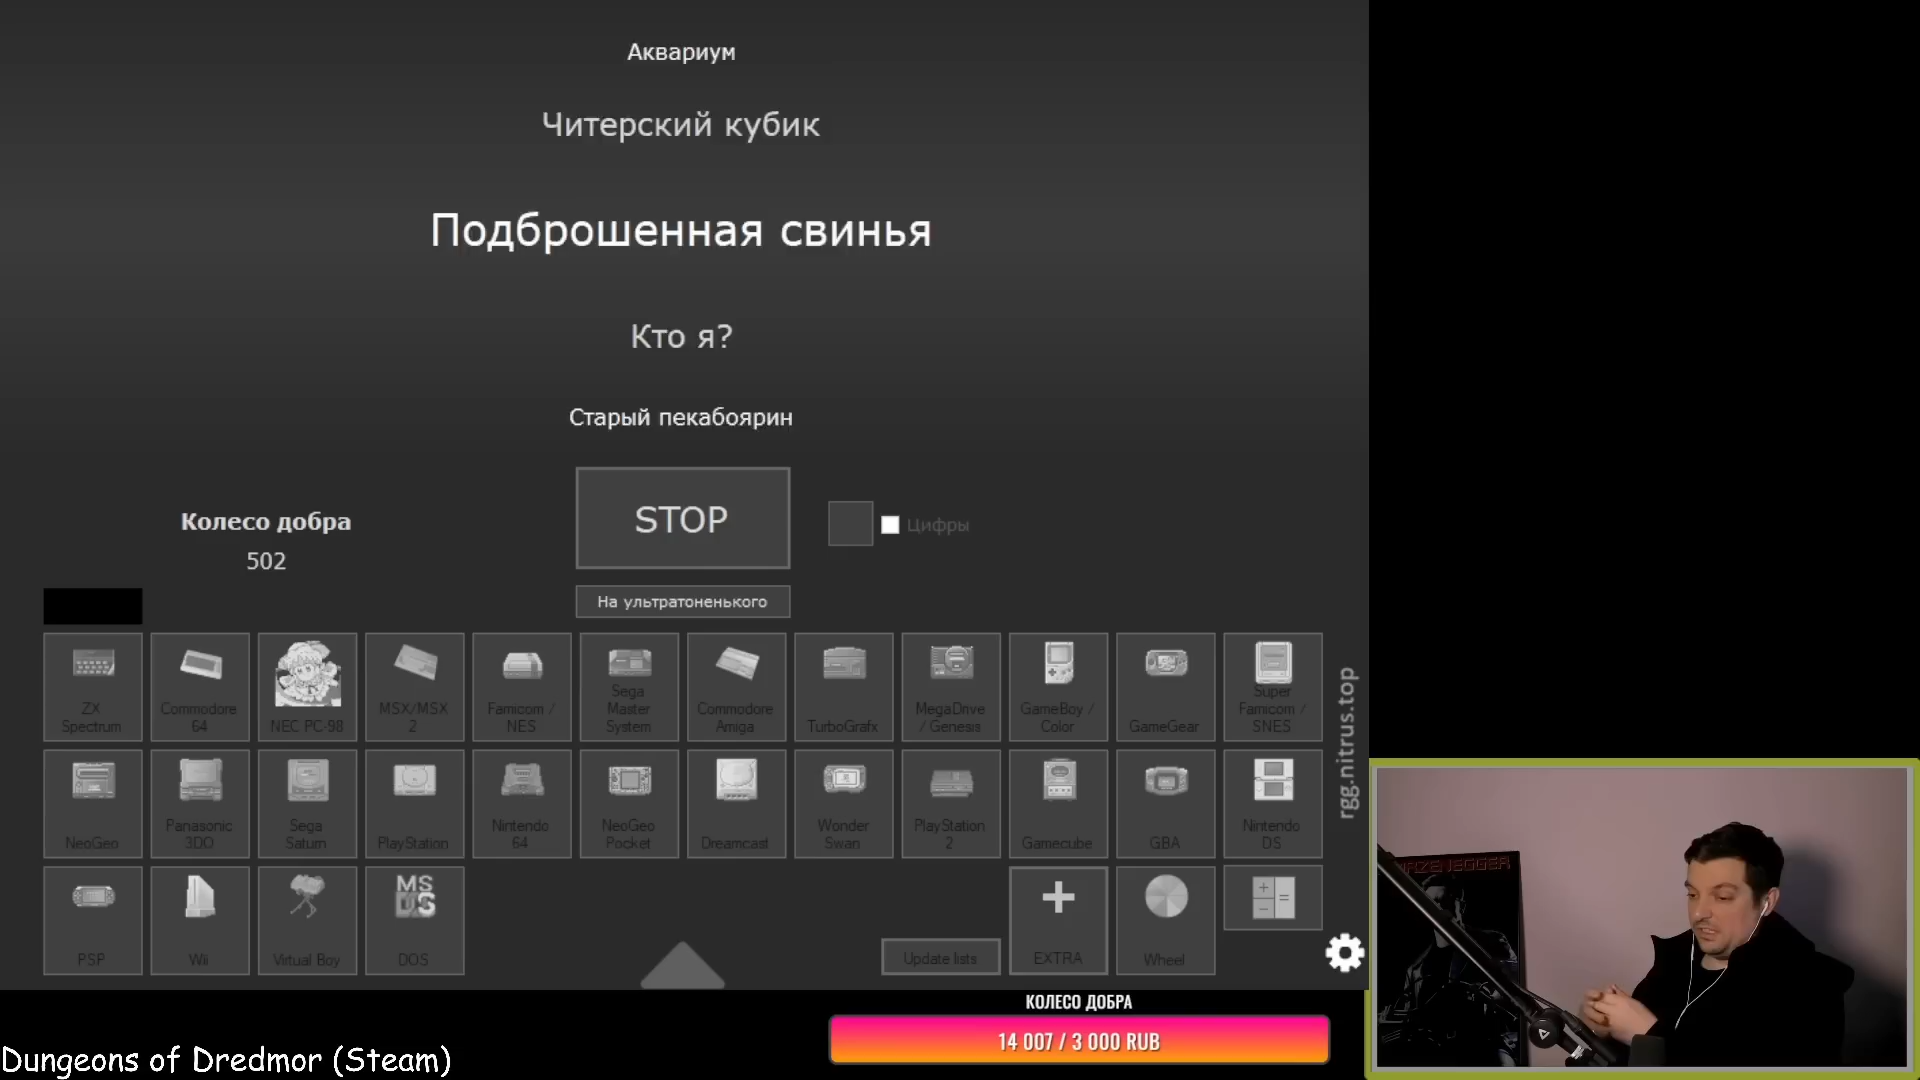 Аквариум
Читерский кубик
Подброшенная свинья
Кто я?
Старый пекабоярин
Колесо добра
502
STOP
Цифры
На ультратоненького
ZX Spectrum
Commodore 64
NEC PC-98
MSX/MSX 2
Famicom / NES
Sega Master System
Commodore Amiga
TurboGrafx
MegaDrive / Genesis
GameBoy / Color
GameGear
Super Famicom / SNES
NeoGeo
Panasonic 3DO
Sega Saturn
PlayStation
Nintendo 64
NeoGeo Pocket
Dreamcast
Wonder Swan
PlayStation 2
Gamecube
GBA
Nintendo DS
PSP
Wii
Virtual Boy
MS DOS
DOS
Update lists
EXTRA
Wheel
rgg.nitrus.top
RZENEGGER
КОЛЕСО ДОБРА
14 007 / 3 000 RUB
Dungeons of Dredmor (Steam)